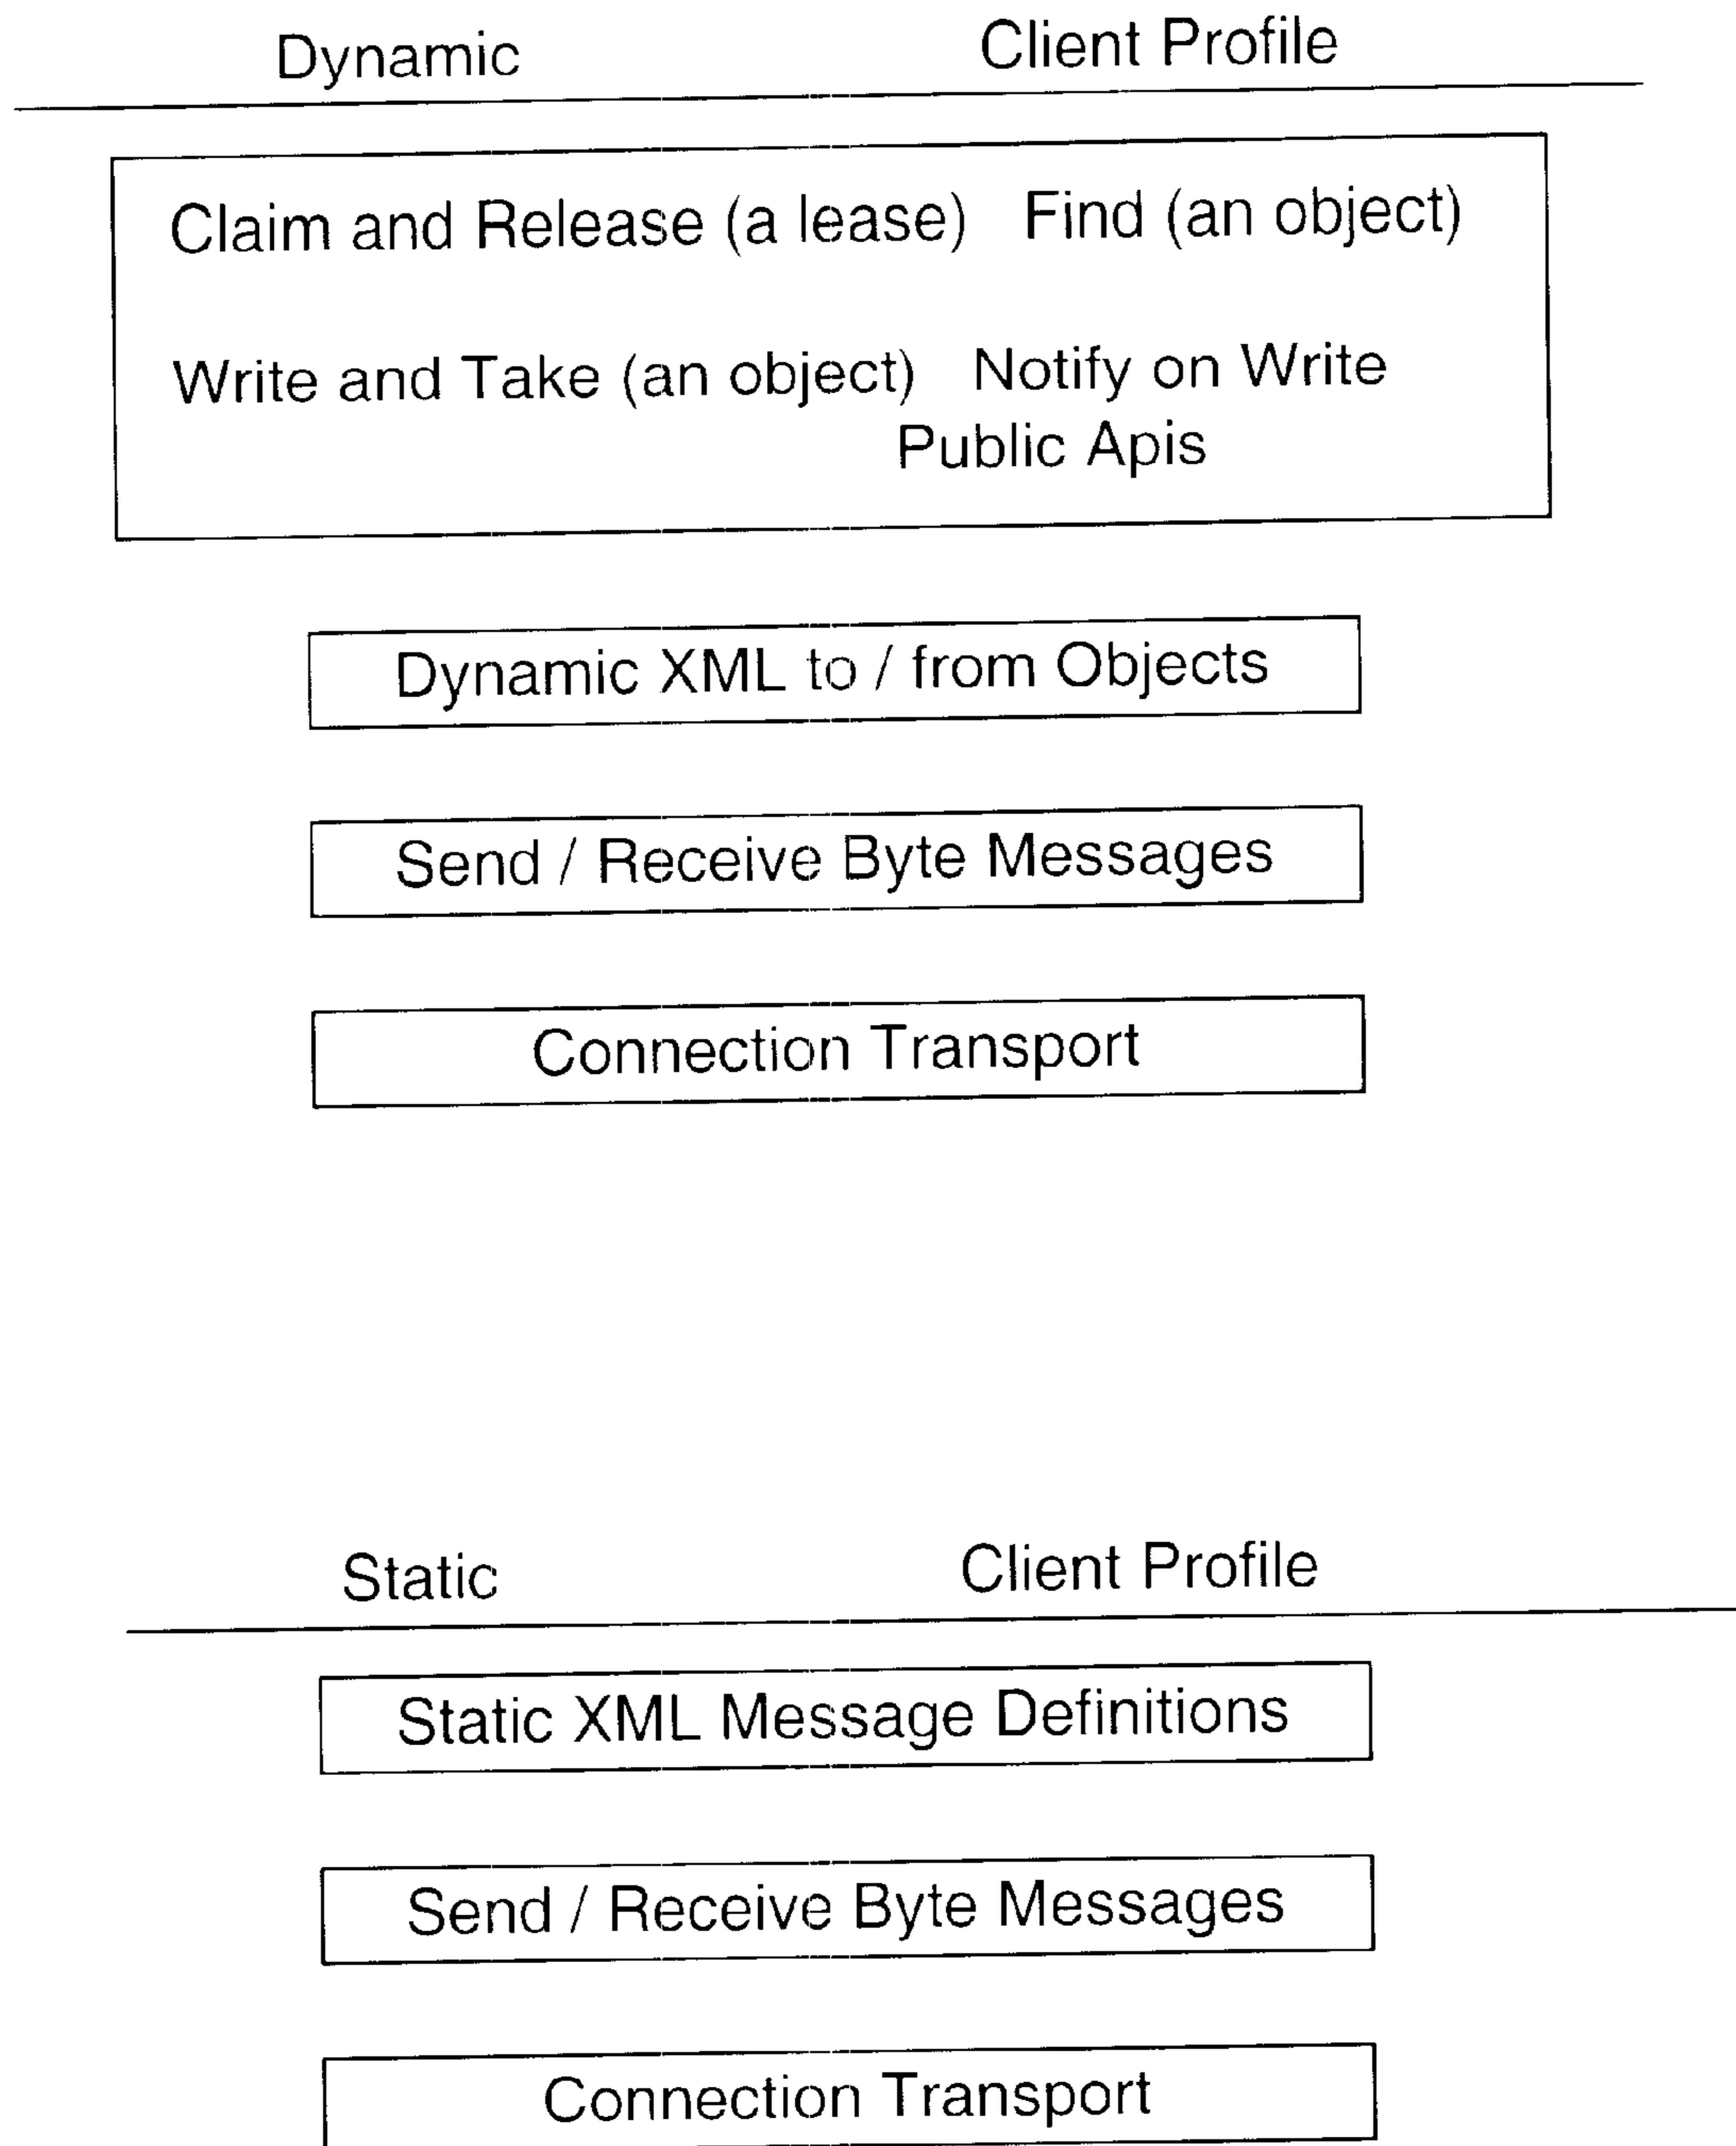 Dynamic Client Profile
Claim and Release (a lease) Find (an object)
Write and Take (an object) Notify on Write
Public Apis
Dynamic XML to / from Objects
Send / Receive Byte Messages
Connection Transport
Static Client Profile
Static XML Message Definitions
Send / Receive Byte Messages
Connection Transport